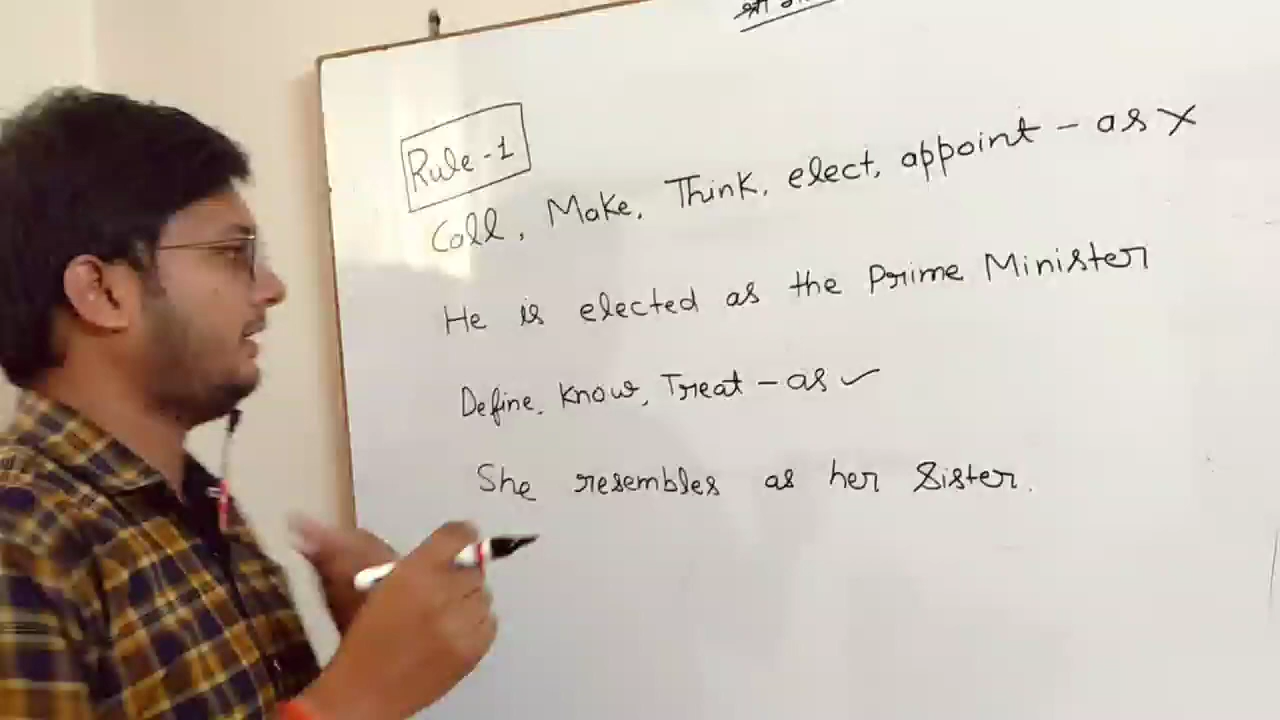 श्री
Rule-1
Call, Make, Think, elect, appoint - as ×
He is elected as the Prime Minister
Define, Know, Treat - as ✓
She resembles as her Sister.